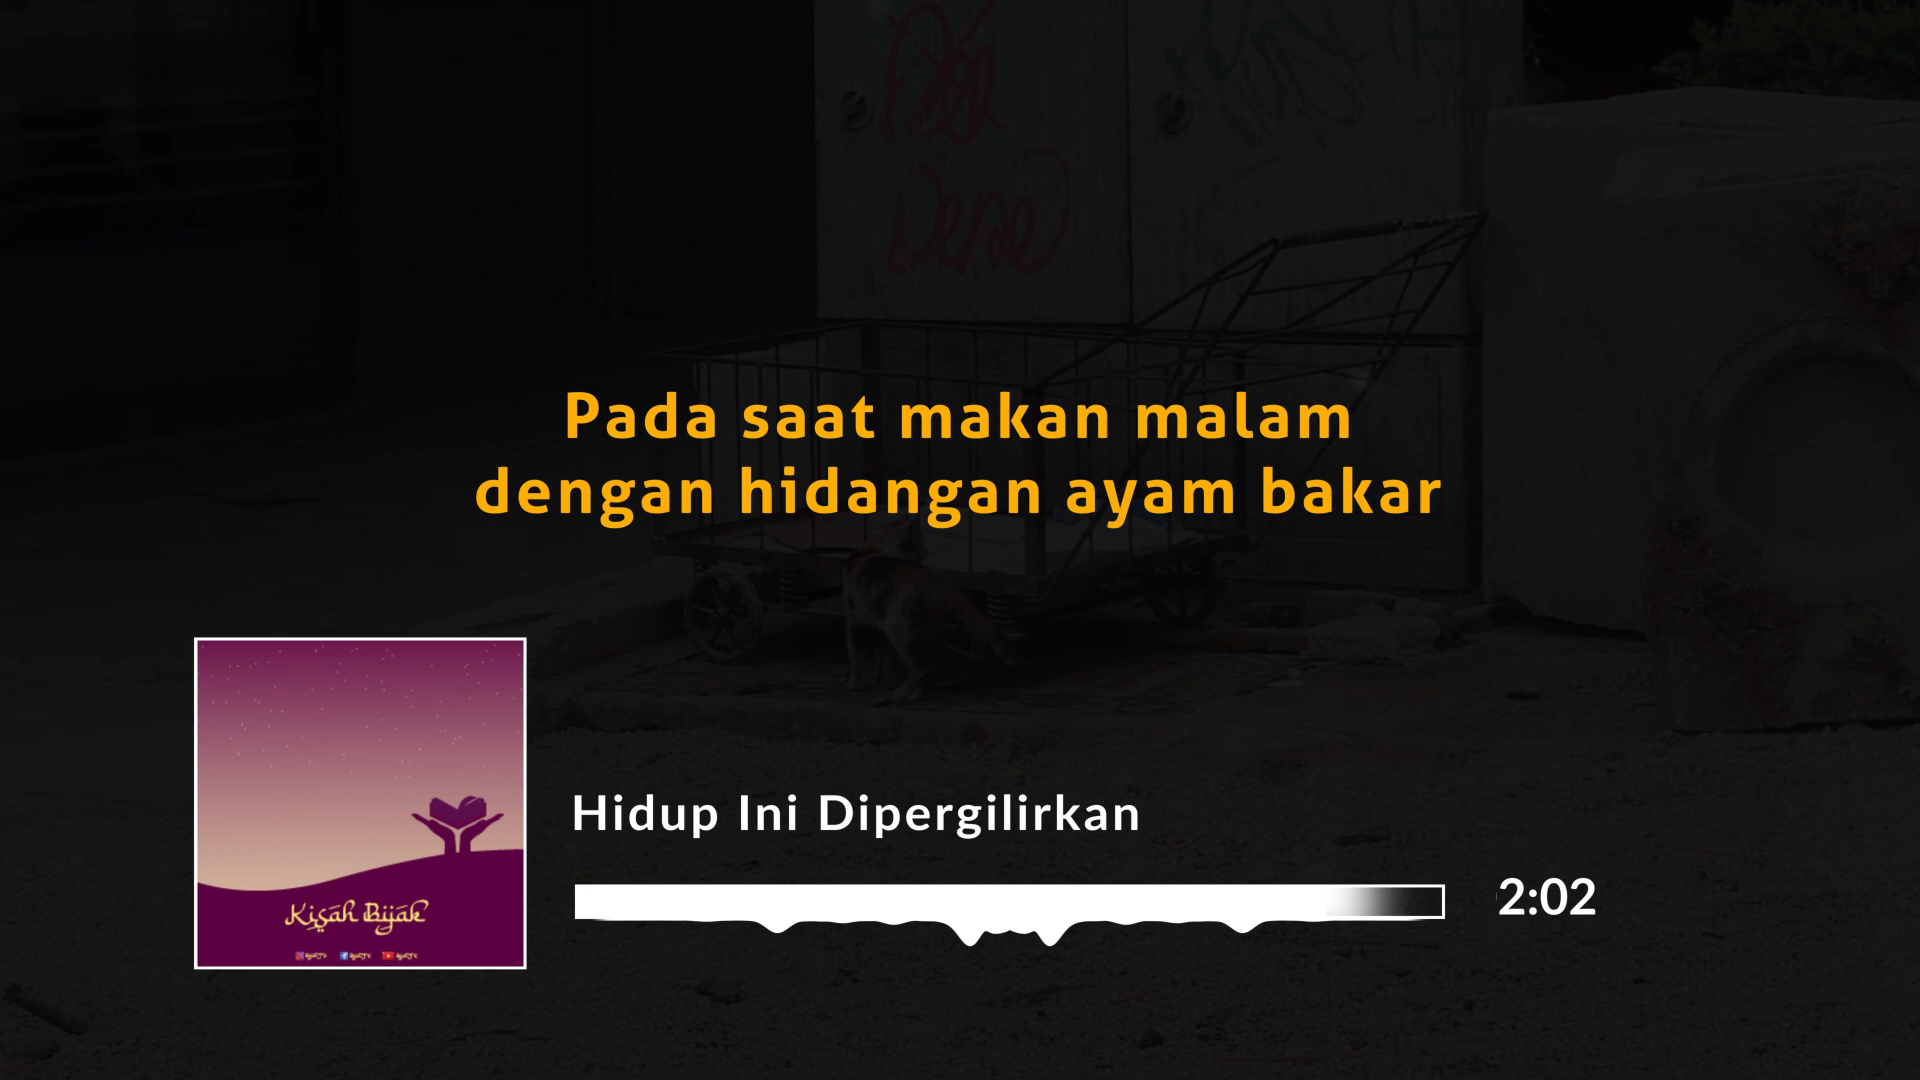 Pada saat makan malam
dengan hidangan ayam bakar
Hidup Ini Dipergilirkan
2:02
Kisah Bijak